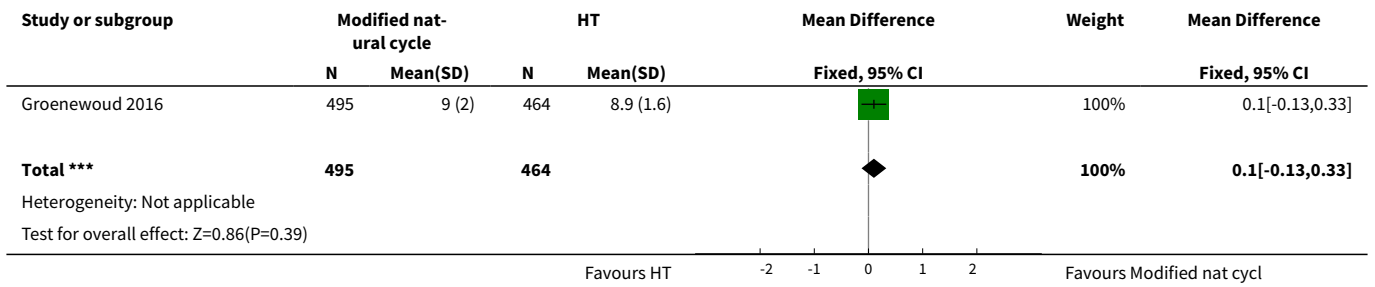 Study or subgroup Modified nat- HT Mean Difference Weight Mean Difference
ural cycle
N Mean(SD) N Mean(SD) Fixed, 95% CI Fixed, 95% CI
Groenewoud 2016 495 9 (2) 464 8.9 (1.6) 100% 0.1[-0.13,0.33]
Total *** 495 464 100% 0.1[-0.13,0.33]
Heterogeneity: Not applicable
Test for overall effect: Z=0.86(P=0.39)
Favours HT -2 -1 0 1 2 Favours Modified nat cycl